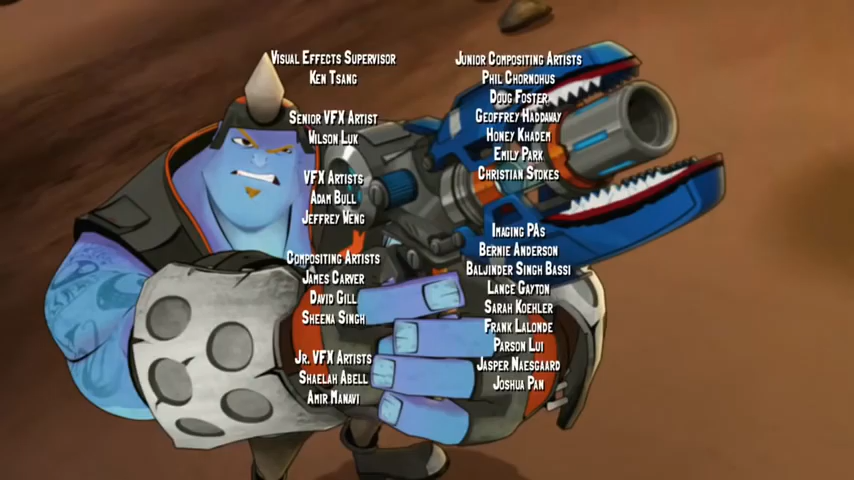 Visual Effects Supervisor
Ken Tsang
Senior VFX Artist
Wilson Luk
VFX Artists
Adam Bull
Jeffrey Weng
Compositing Artists
James Carver
David Gill
Sheena Singh
Jr. VFX Artists
Shaelah Abell
Amir Manavi
Junior Compositing Artists
Phil Chornohus
Doug Foster
Geoffrey Haddaway
Honey Khadem
Emily Park
Christian Stokes
Imaging PAs
Bernie Anderson
Baljinder Singh Bassi
Lance Gayton
Sarah Koehler
Frank Lalonde
Parson Lui
Jasper Naesgaard
Joshua Pan